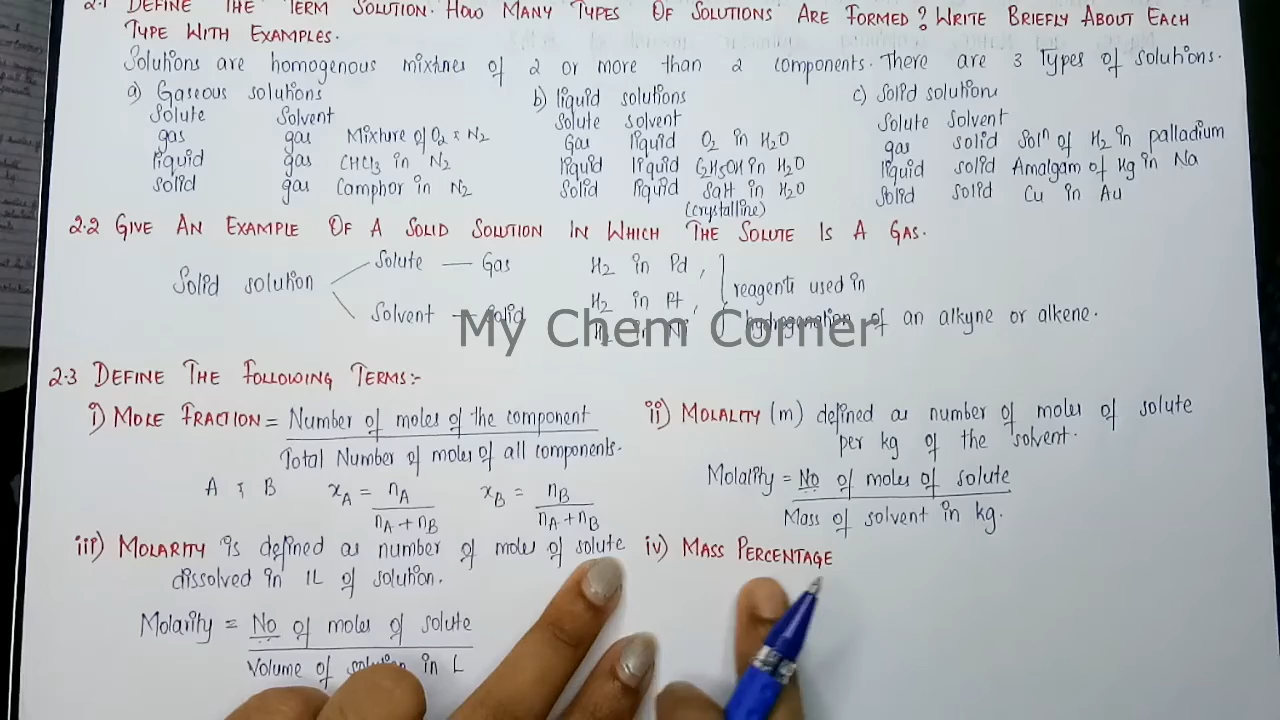 2.1 DEFINE THE TERM SOLUTION. HOW MANY TYPES OF SOLUTIONS ARE FORMED? WRITE BRIEFLY ABOUT EACH
TYPE WITH EXAMPLES.
Solutions are homogenous mixtures of 2 or more than 2 components. There are 3 Types of solutions.
a) Gaseous solutions
Solute Solvent
gas gas Mixture of O2 & N2
liquid gas CHCl3 in N2
Solid gas Camphor in N2
b) liquid solutions
Solute solvent
Gas liquid O2 in H2O
liquid liquid C2H5OH in H2O
Solid liquid Salt in H2O
(crystalline)
c) Solid solution
Solute Solvent
gas solid Solⁿ of H2 in palladium
liquid solid Amalgam of Hg in Na
Solid solid Cu in Au
2.2 GIVE AN EXAMPLE OF A SOLID SOLUTION IN WHICH THE SOLUTE IS A GAS.
Solid solution
Solute — Gas
Solvent — Solid
H2 in Pd,
H2 in Pt,
H2 in Ni
reagents used in
hydrogenation of an alkyne or alkene.
My Chem Corner
2.3 DEFINE THE FOLLOWING TERMS:-
i) MOLE FRACTION = Number of moles of the component
Total Number of moles of all components.
A & B xA = nA xB = nB
nA + nB nA + nB
ii) MOLALITY (m) defined as number of moles of solute
per kg of the solvent.
Molality = No of moles of solute
Mass of solvent in kg.
iii) MOLARITY is defined as number of moles of solute
dissolved in 1L of solution.
Molarity = No of moles of solute
Volume of solution in L
iv) MASS PERCENTAGE